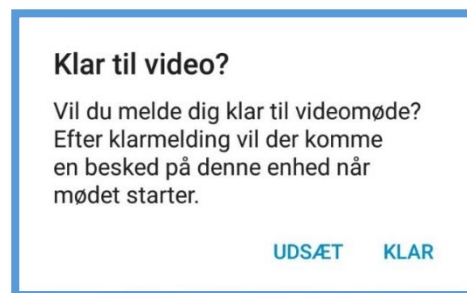 Klar til video?
Vil du melde dig klar til videomøde?
Efter klarmelding vil der komme
en besked på denne enhed når
mødet starter.
UDSÆT KLAR